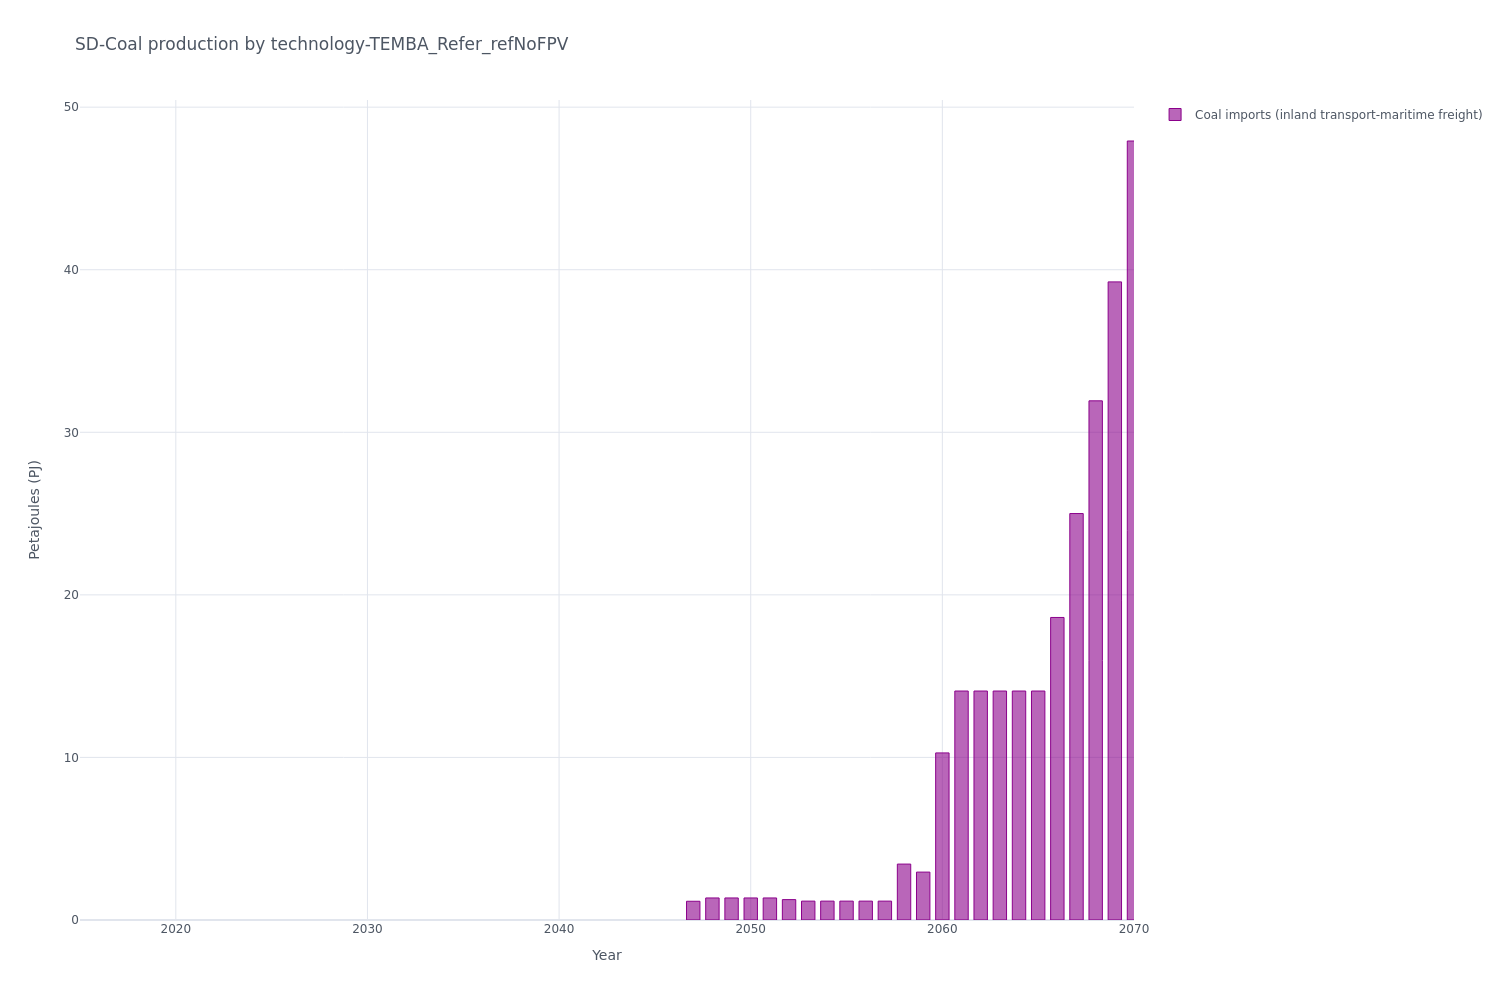 SD-Coal production by technology-TEMBA_Refer_refNoFPV
Coal imports (inland transport-maritime freight)
Petajoules (PJ)
50
40
30
20
10
0
2020 2030 2040 2050 2060 2070
Year